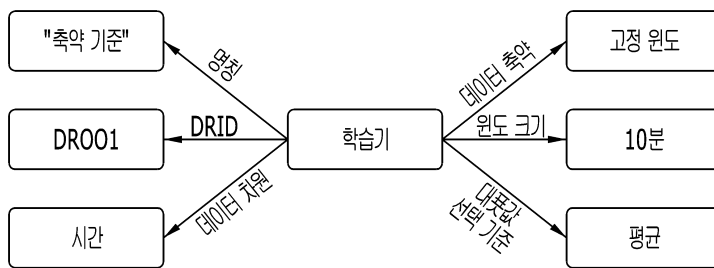 "축약 기준"
명칭
데이터 축약
고정 윈도
DR001
DRID
학습기
윈도 크기
10분
시간
데이터 차원
대푯값
선택 기준
평균